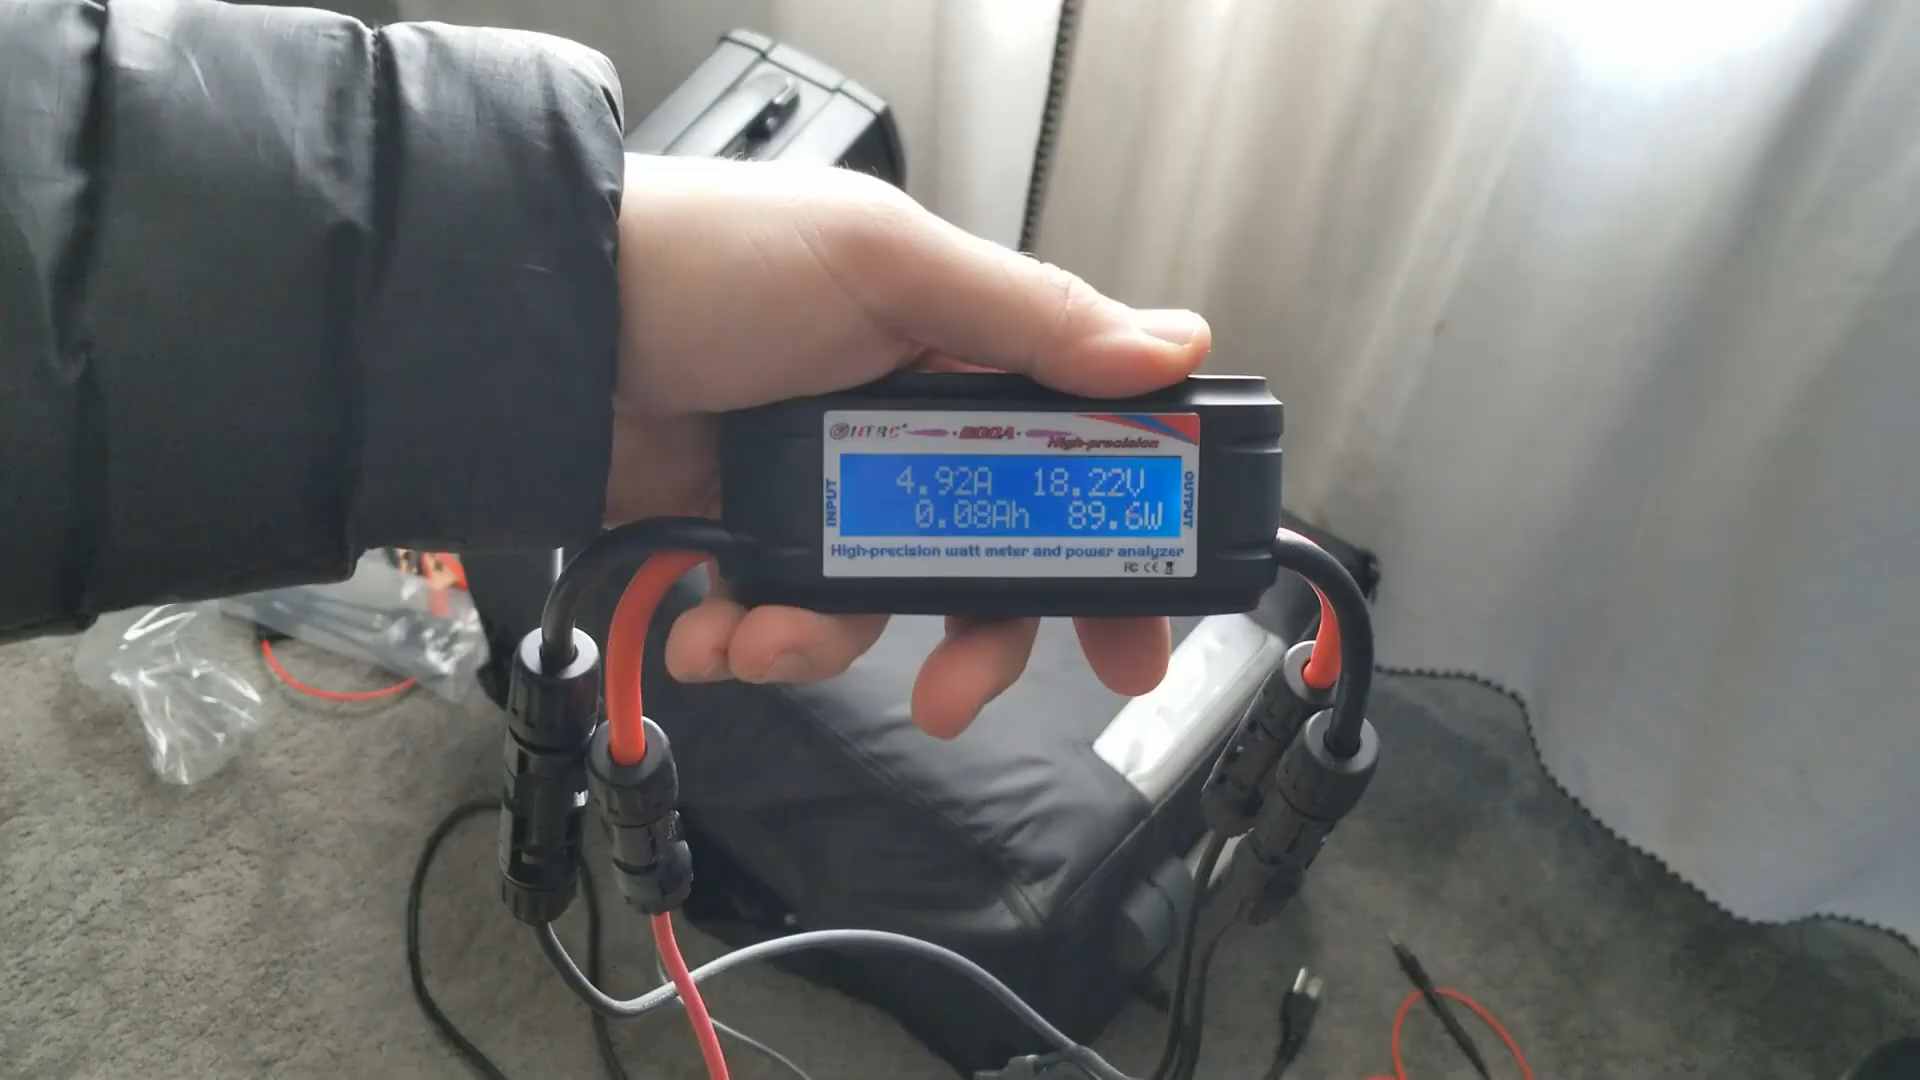 HTRC · 200A · High-precision
INPUT
4.92A 18.22V
0.08Ah 89.6W
OUTPUT
High-precision watt meter and power analyzer
FC CE